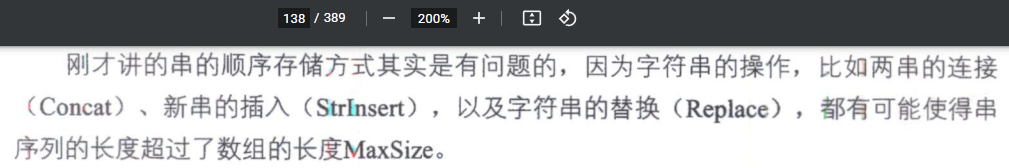 138 / 389 200%
刚才讲的串的顺序存储方式其实是有问题的，因为字符串的操作，比如两串的连接
（Concat）、新串的插入（StrInsert），以及字符串的替换（Replace），都有可能使得串
序列的长度超过了数组的长度MaxSize。